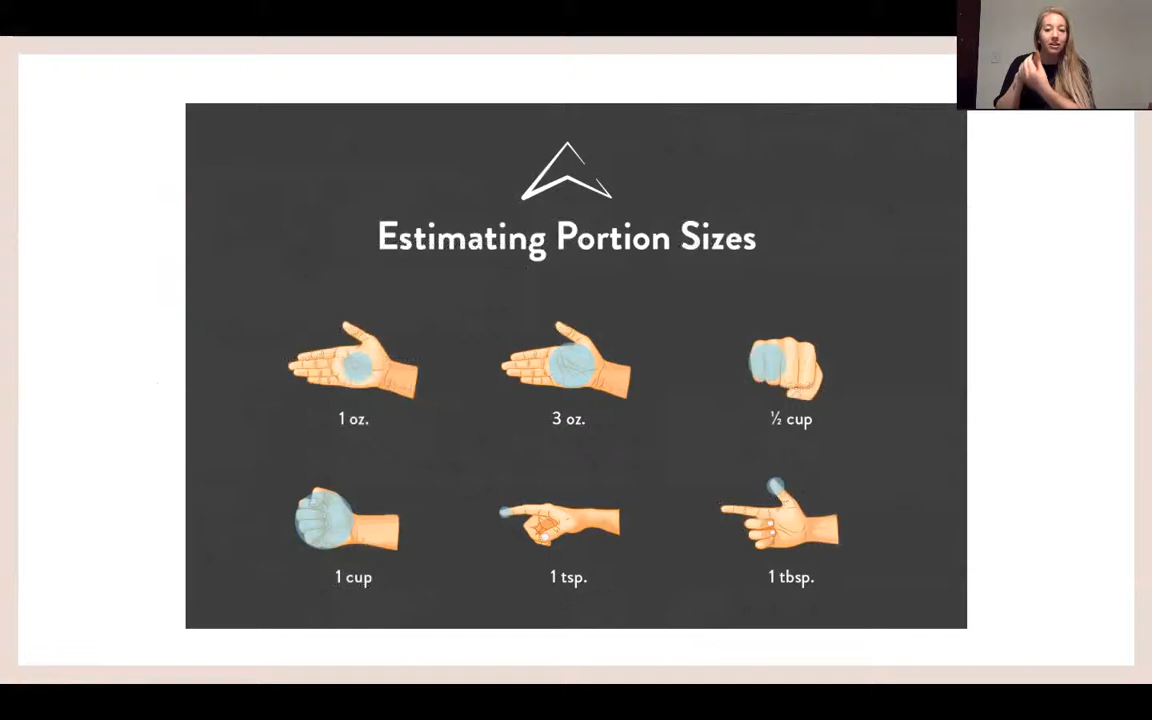 Estimating Portion Sizes
1 oz.
3 oz.
½ cup
1 cup
1 tsp.
1 tbsp.